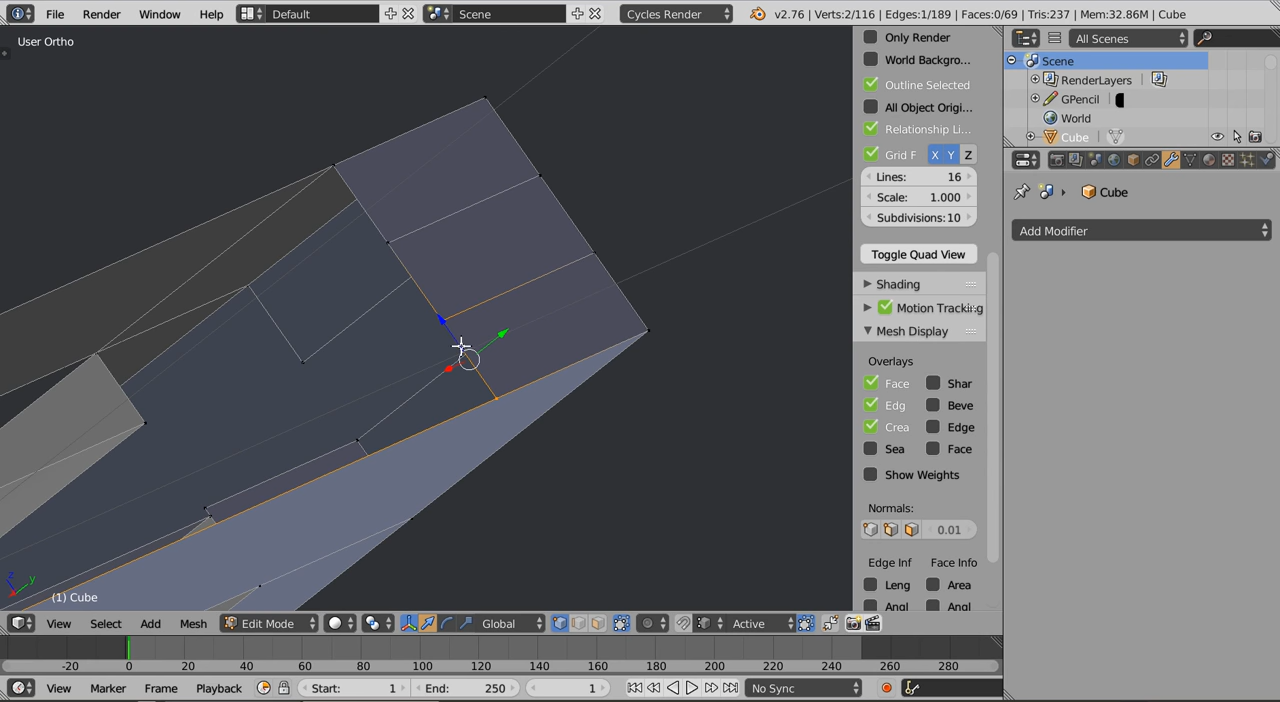 File Render Window Help Default Scene Cycles Render v2.76 | Verts:2/116 | Edges:1/189 | Faces:0/69 | Tris:237 | Mem:32.86M | Cube
User Ortho
Only Render
World Backgro...
Outline Selected
All Object Origi...
Relationship Li...
Grid F X Y Z
Lines: 16
Scale: 1.000
Subdivisions: 10
Toggle Quad View
Shading
Motion Tracking
Mesh Display
Overlays
Face Shar
Edg Beve
Crea Edge
Sea Face
Show Weights
Normals:
0.01
Edge Inf Face Info
Leng Area
Angl Angl
All Scenes
Scene
RenderLayers
GPencil
World
Cube
Cube
Add Modifier
z y
(1) Cube
View Select Add Mesh Edit Mode Global Active
-20 0 20 40 60 80 100 120 140 160 180 200 220 240 260 280
View Marker Frame Playback Start: 1 End: 250 1 No Sync